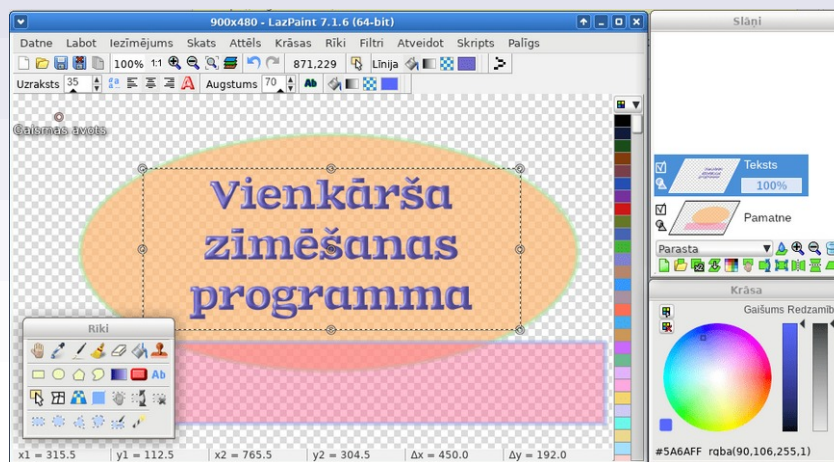 900x480 - LazPaint 7.1.6 (64-bit)
Slāņi
Datne Labot Iezīmējums Skats Attēls Krāsas Rīki Filtri Atveidot Skripts Palīgs
100% 1:1 871,229 Līnija
Uzraksts 35 Augstums 70 Ab
Gaismas avots
Vienkārša
zīmēšanas
programma
Teksts
100%
Pamatne
Parasta
Krāsa
Gaišums Redzamīb
#5A6AFF rgba(90,106,255,1)
Rīki
Ab
x1 = 315.5 y1 = 112.5 x2 = 765.5 y2 = 304.5 Δx = 450.0 Δy = 192.0